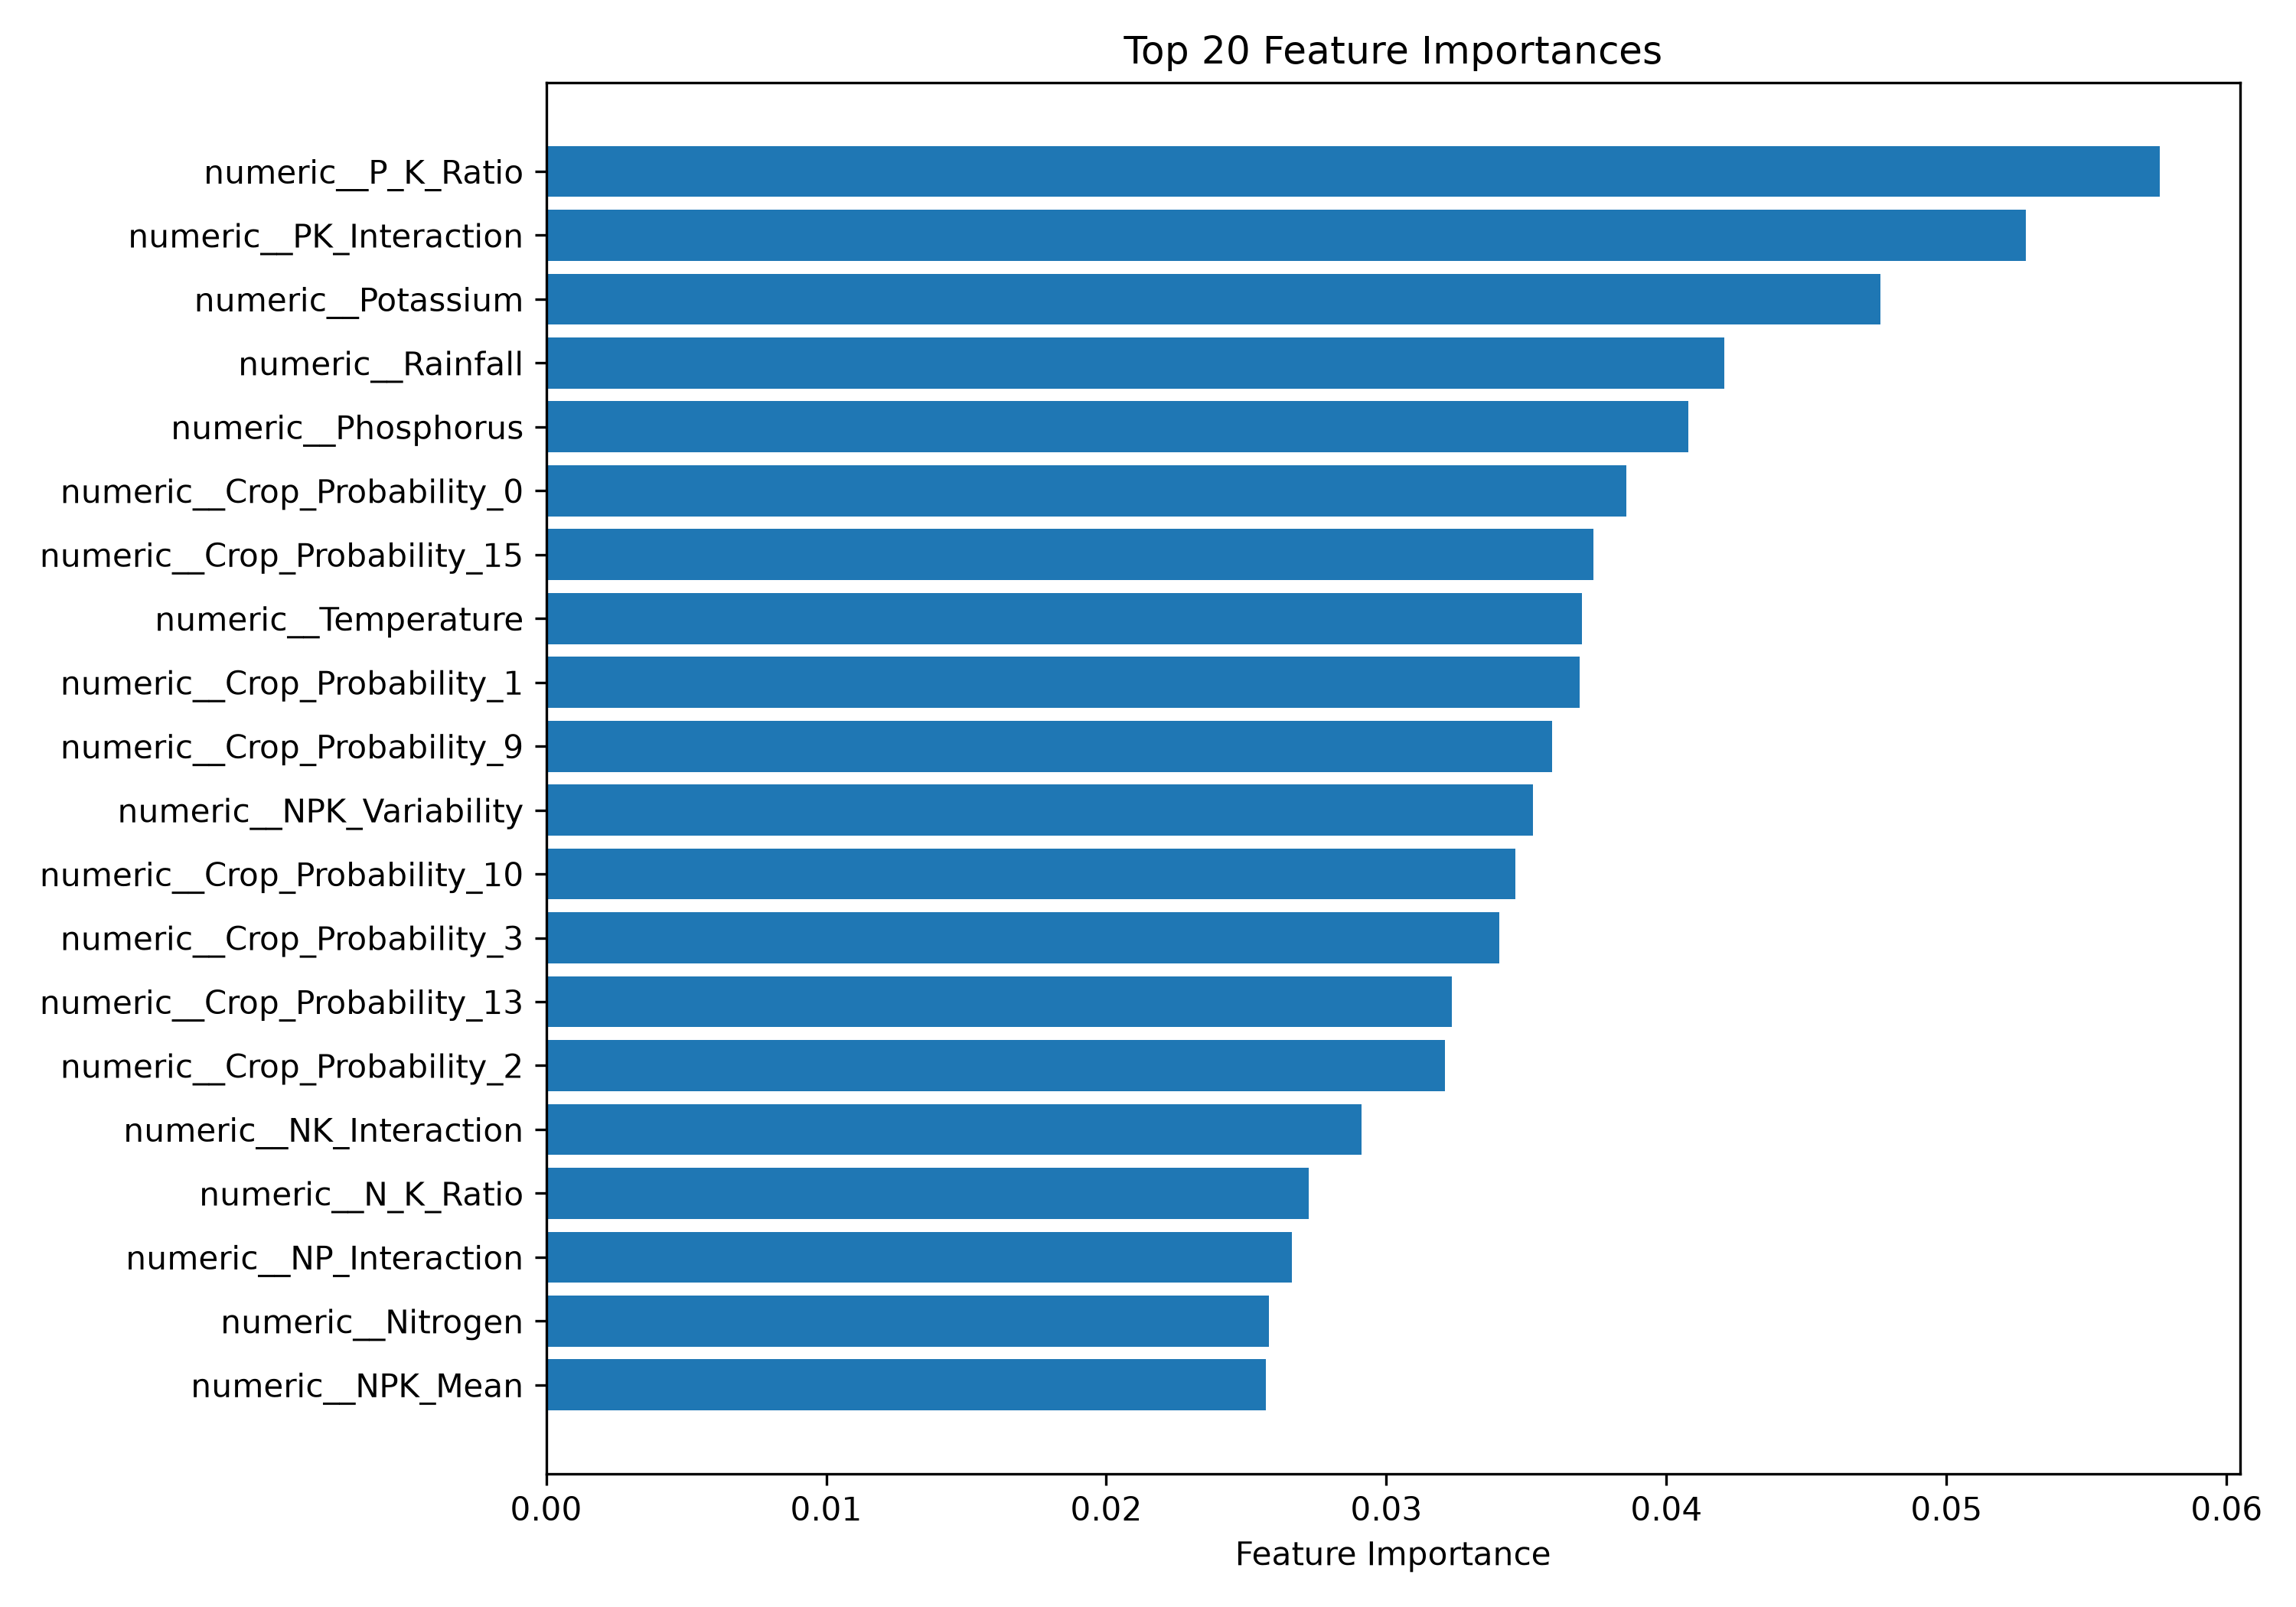 Top 20 Feature Importances
numeric__P_K_Ratio
numeric__PK_Interaction
numeric__Potassium
numeric__Rainfall
numeric__Phosphorus
numeric__Crop_Probability_0
numeric__Crop_Probability_15
numeric__Temperature
numeric__Crop_Probability_1
numeric__Crop_Probability_9
numeric__NPK_Variability
numeric__Crop_Probability_10
numeric__Crop_Probability_3
numeric__Crop_Probability_13
numeric__Crop_Probability_2
numeric__NK_Interaction
numeric__N_K_Ratio
numeric__NP_Interaction
numeric__Nitrogen
numeric__NPK_Mean
0.00 0.01 0.02 0.03 0.04 0.05 0.06
Feature Importance